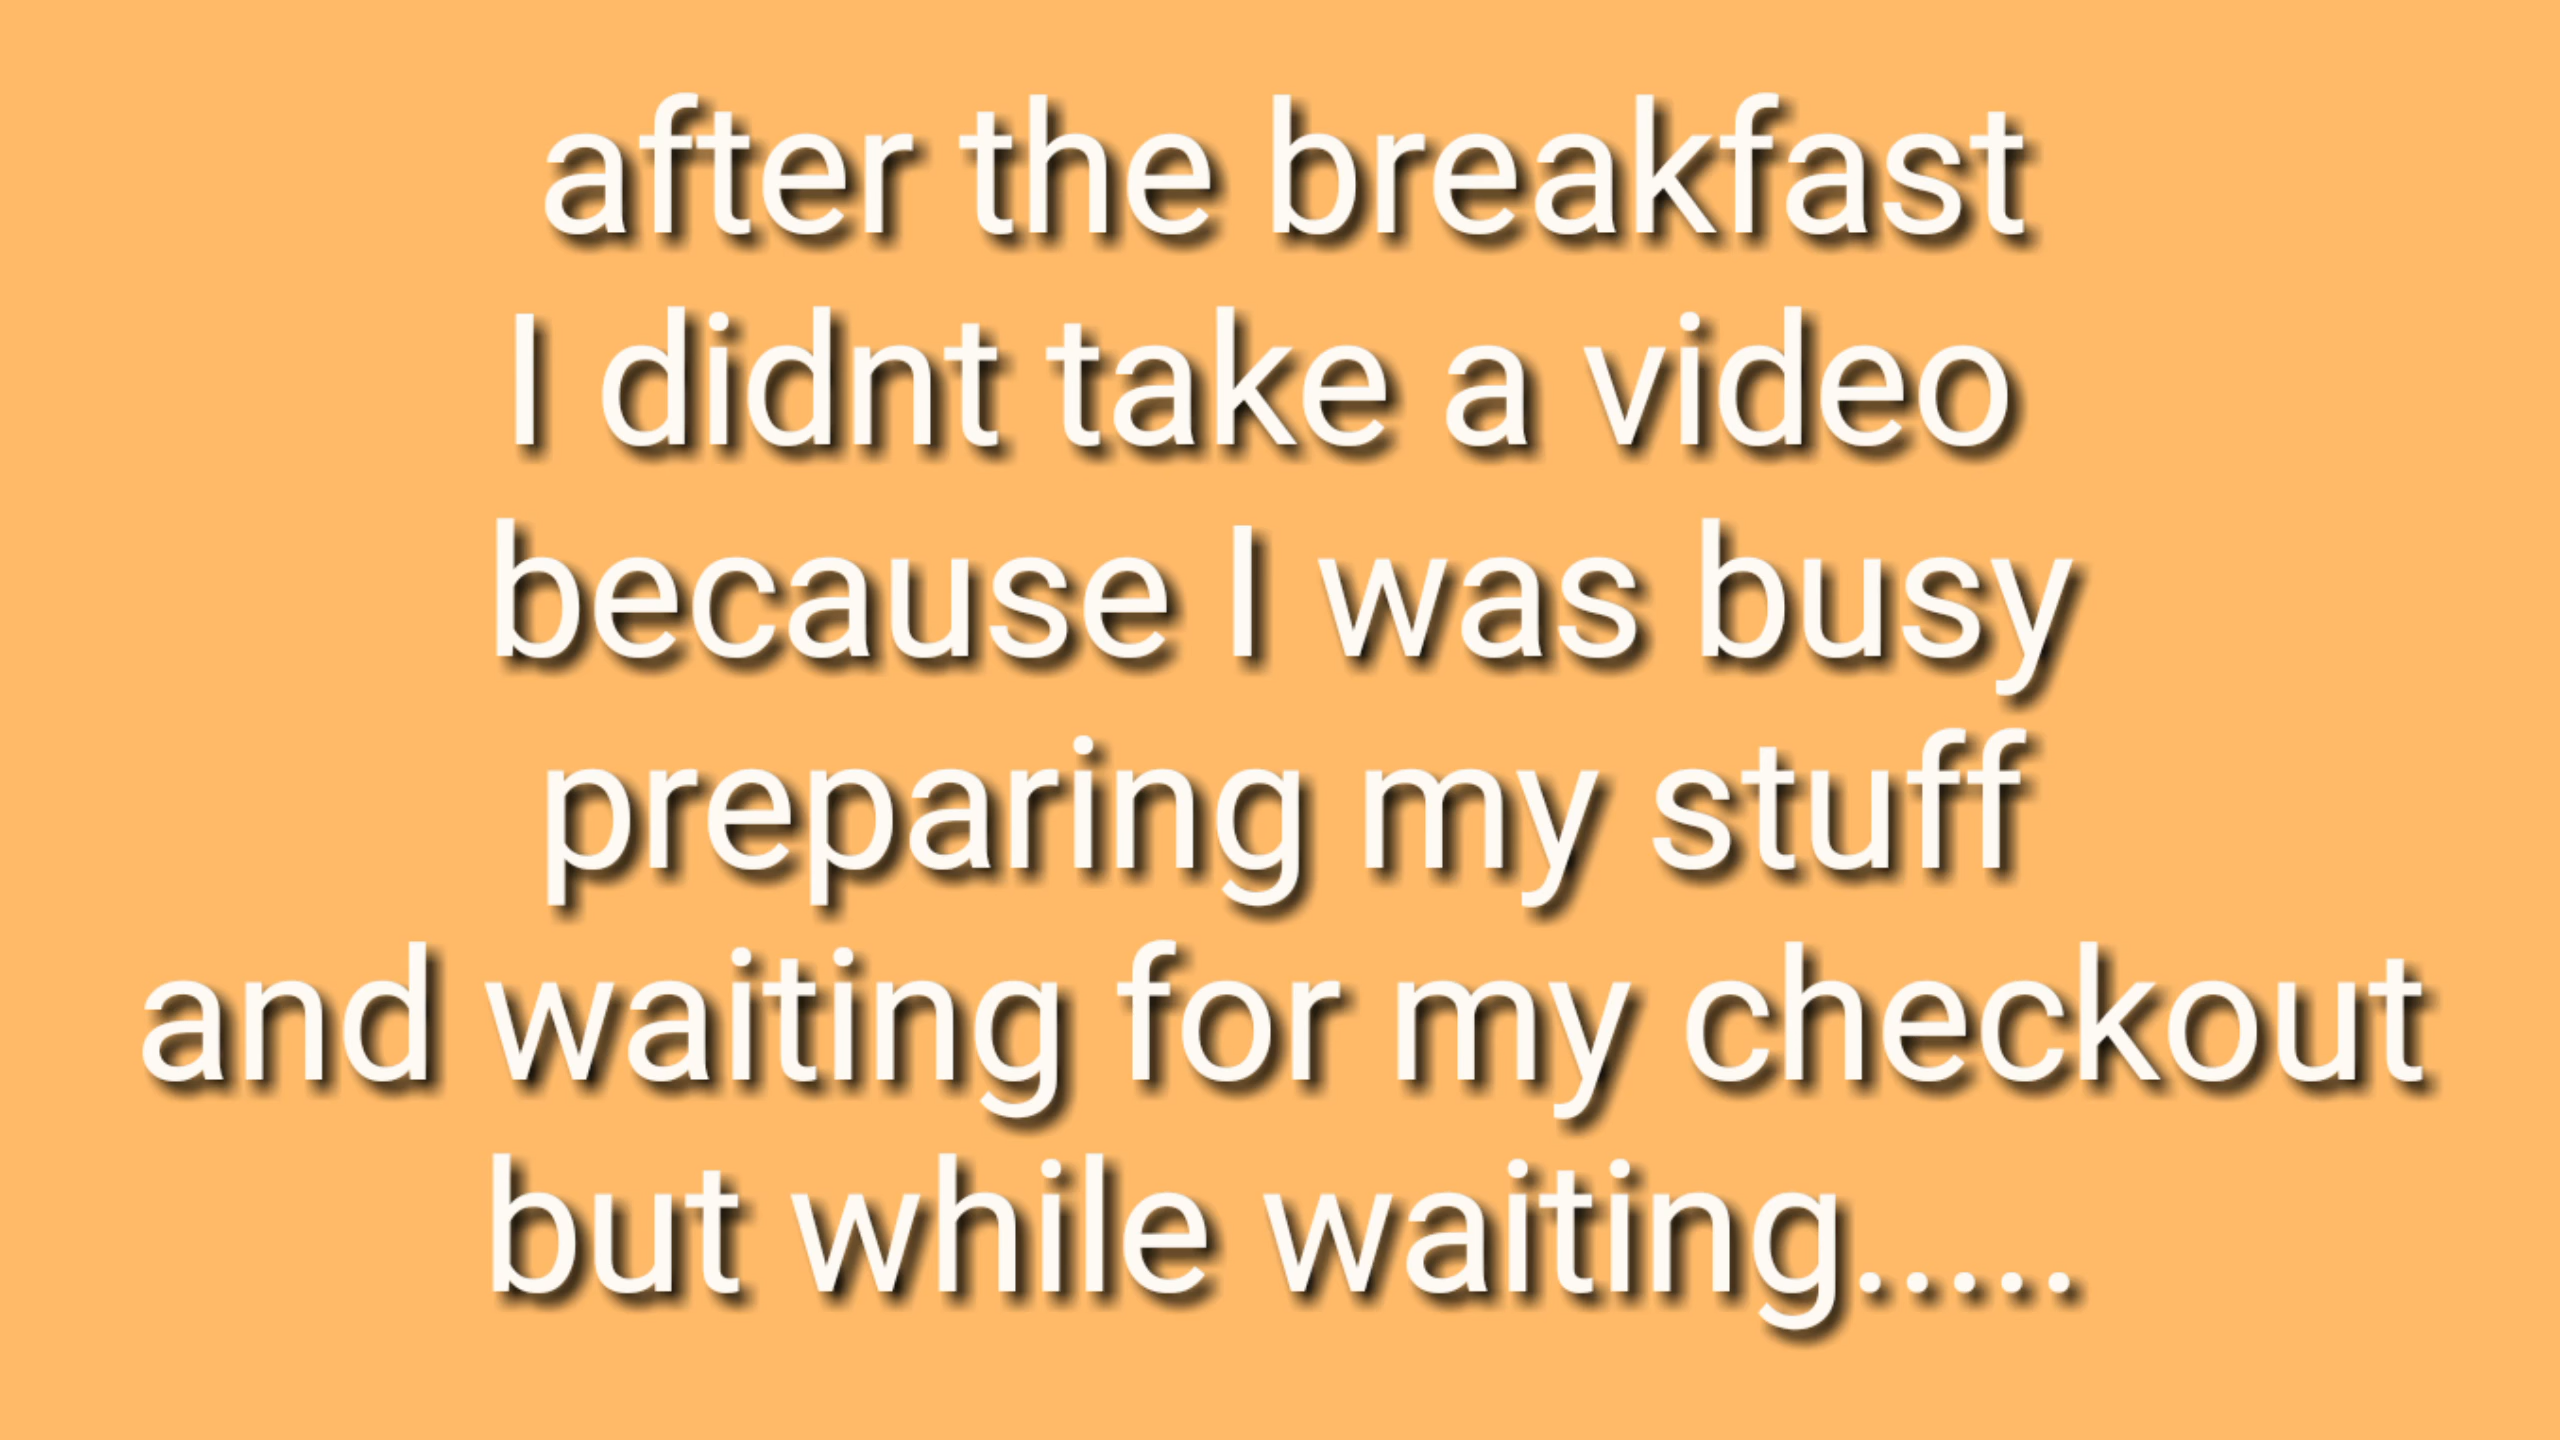 after the breakfast
I didnt take a video
because I was busy
preparing my stuff
and waiting for my checkout
but while waiting.....